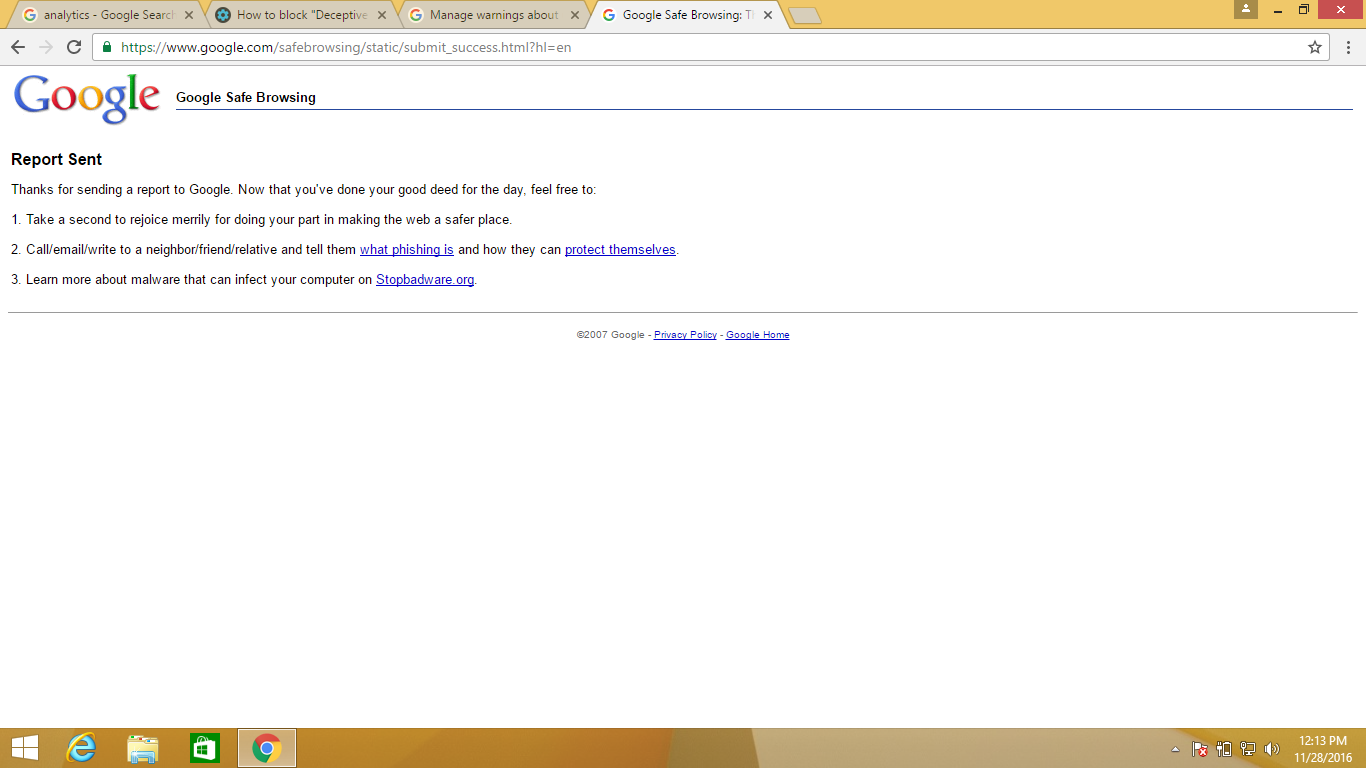 analytics - Google Search
How to block "Deceptive
Manage warnings about
Google Safe Browsing: T
https://www.google.com/safebrowsing/static/submit_success.html?hl=en
Google
Google Safe Browsing
Report Sent
Thanks for sending a report to Google. Now that you've done your good deed for the day, feel free to:
1. Take a second to rejoice merrily for doing your part in making the web a safer place.
2. Call/email/write to a neighbor/friend/relative and tell them what phishing is and how they can protect themselves.
3. Learn more about malware that can infect your computer on Stopbadware.org.
©2007 Google - Privacy Policy - Google Home
12:13 PM
11/28/2016